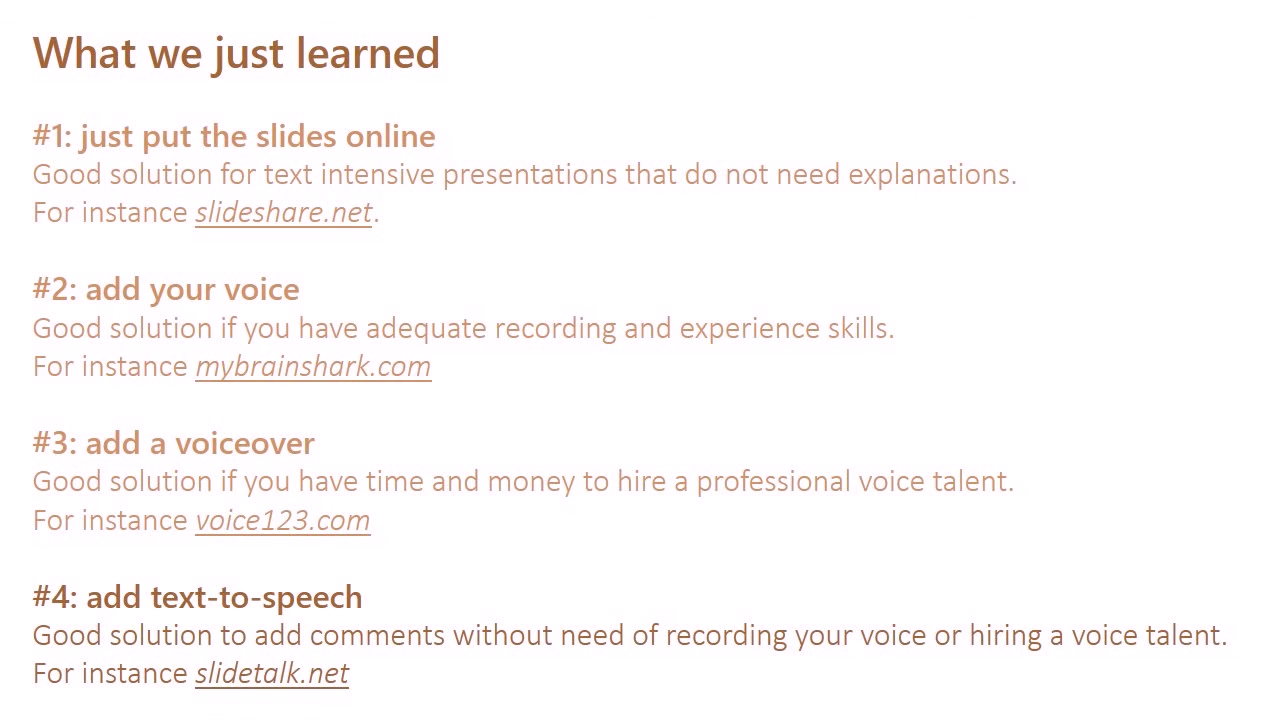 What we just learned
#1: just put the slides online
Good solution for text intensive presentations that do not need explanations.
For instance slideshare.net.
#2: add your voice
Good solution if you have adequate recording and experience skills.
For instance mybrainshark.com
#3: add a voiceover
Good solution if you have time and money to hire a professional voice talent.
For instance voice123.com
#4: add text-to-speech
Good solution to add comments without need of recording your voice or hiring a voice talent.
For instance slidetalk.net